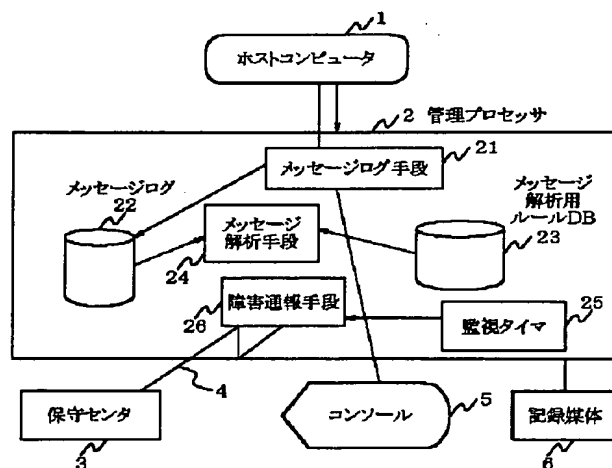 1
ホストコンピュータ
2 管理プロセッサ
21
メッセージログ手段
メッセージログ
22
メッセージ
解析手段
24
メッセージ
解析用
ルールDB
23
障害通報手段
26
監視タイマ
25
4
保守センタ
3
コンソール
5
記録媒体
6